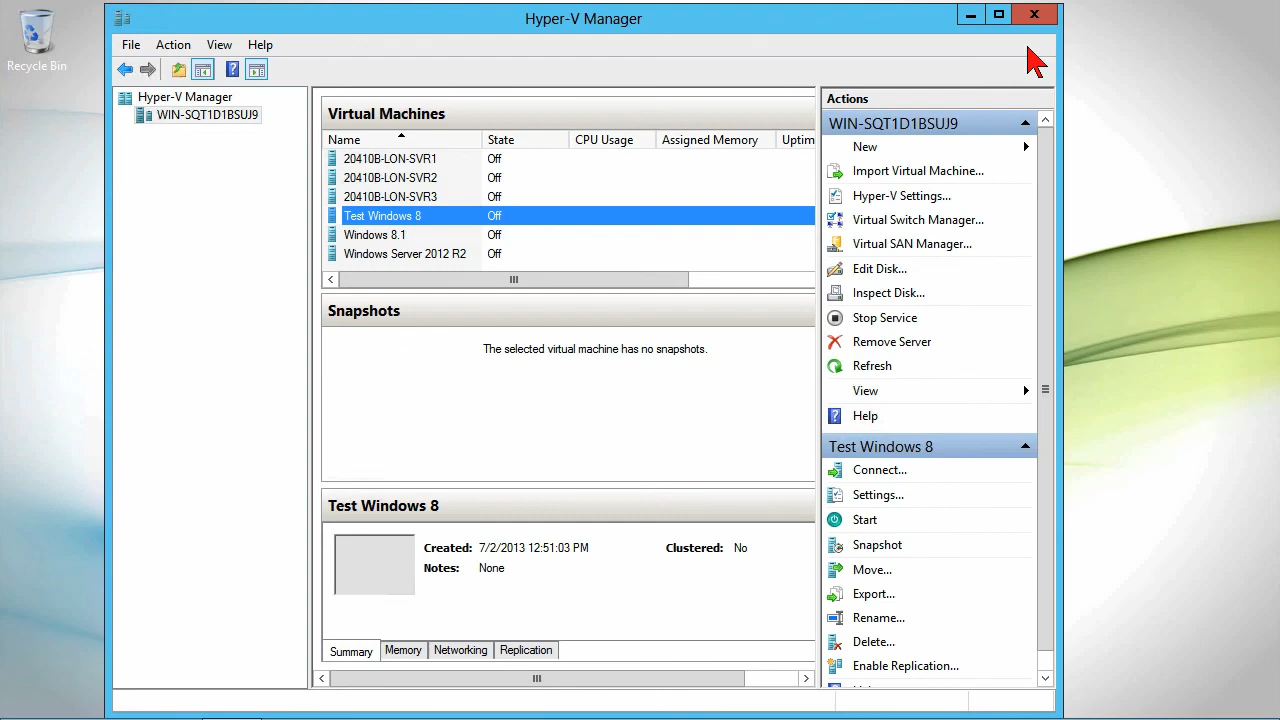 Recycle Bin
Hyper-V Manager
File Action View Help
Hyper-V Manager
WIN-SQT1D1BSUJ9
Virtual Machines
Name State CPU Usage Assigned Memory Uptim
20410B-LON-SVR1 Off
20410B-LON-SVR2 Off
20410B-LON-SVR3 Off
Test Windows 8 Off
Windows 8.1 Off
Windows Server 2012 R2 Off
Snapshots
The selected virtual machine has no snapshots.
Test Windows 8
Created: 7/2/2013 12:51:03 PM Clustered: No
Notes: None
Summary Memory Networking Replication
Actions
WIN-SQT1D1BSUJ9
New
Import Virtual Machine...
Hyper-V Settings...
Virtual Switch Manager...
Virtual SAN Manager...
Edit Disk...
Inspect Disk...
Stop Service
Remove Server
Refresh
View
Help
Test Windows 8
Connect...
Settings...
Start
Snapshot
Move...
Export...
Rename...
Delete...
Enable Replication...